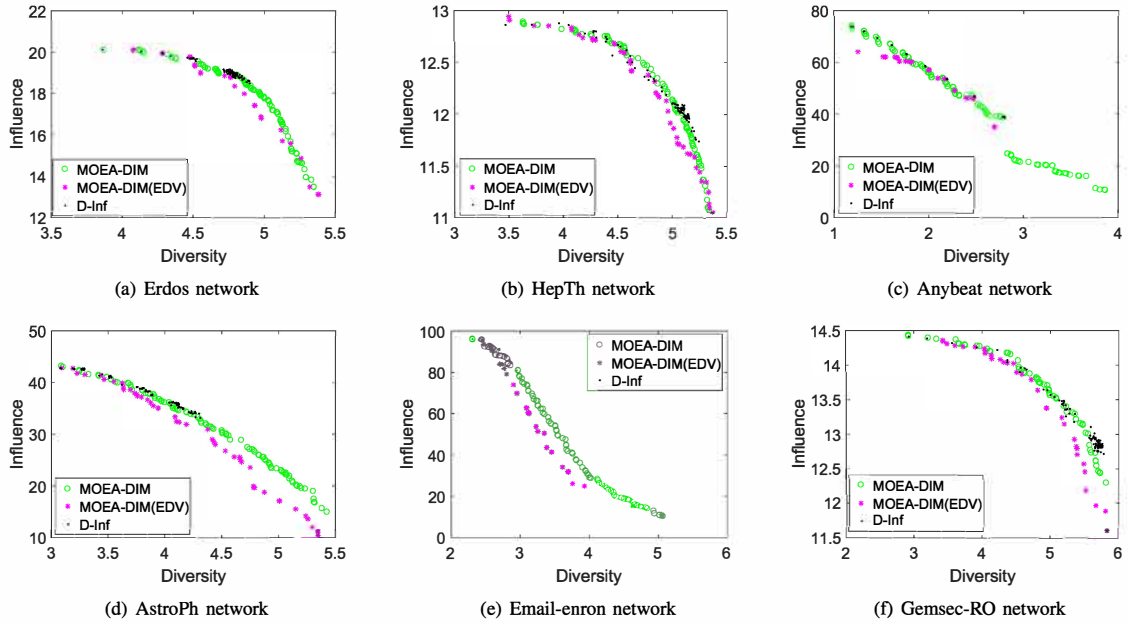 22
20
18
16
14
12
Influence
MOEA-DIM
MOEA-DIM(EDV)
D-Inf
3.5 4 4.5 5 5.5
Diversity
(a) Erdos network
13
12.5
12
11.5
11
Influence
MOEA-DIM
MOEA-DIM(EDV)
D-Inf
3 3.5 4 4.5 5 5.5
Diversity
(b) HepTh network
80
60
40
20
0
Influence
MOEA-DIM
MOEA-DIM(EDV)
D-Inf
1 2 3 4
Diversity
(c) Anybeat network
50
40
30
20
10
Influence
MOEA-DIM
MOEA-DIM(EDV)
D-Inf
3 3.5 4 4.5 5 5.5
Diversity
(d) AstroPh network
100
80
60
40
20
0
Influence
MOEA-DIM
MOEA-DIM(EDV)
D-Inf
2 3 4 5 6
Diversity
(e) Email-enron network
14.5
14
13.5
13
12.5
12
11.5
Influence
MOEA-DIM
MOEA-DIM(EDV)
D-Inf
2 3 4 5 6
Diversity
(f) Gemsec-RO network